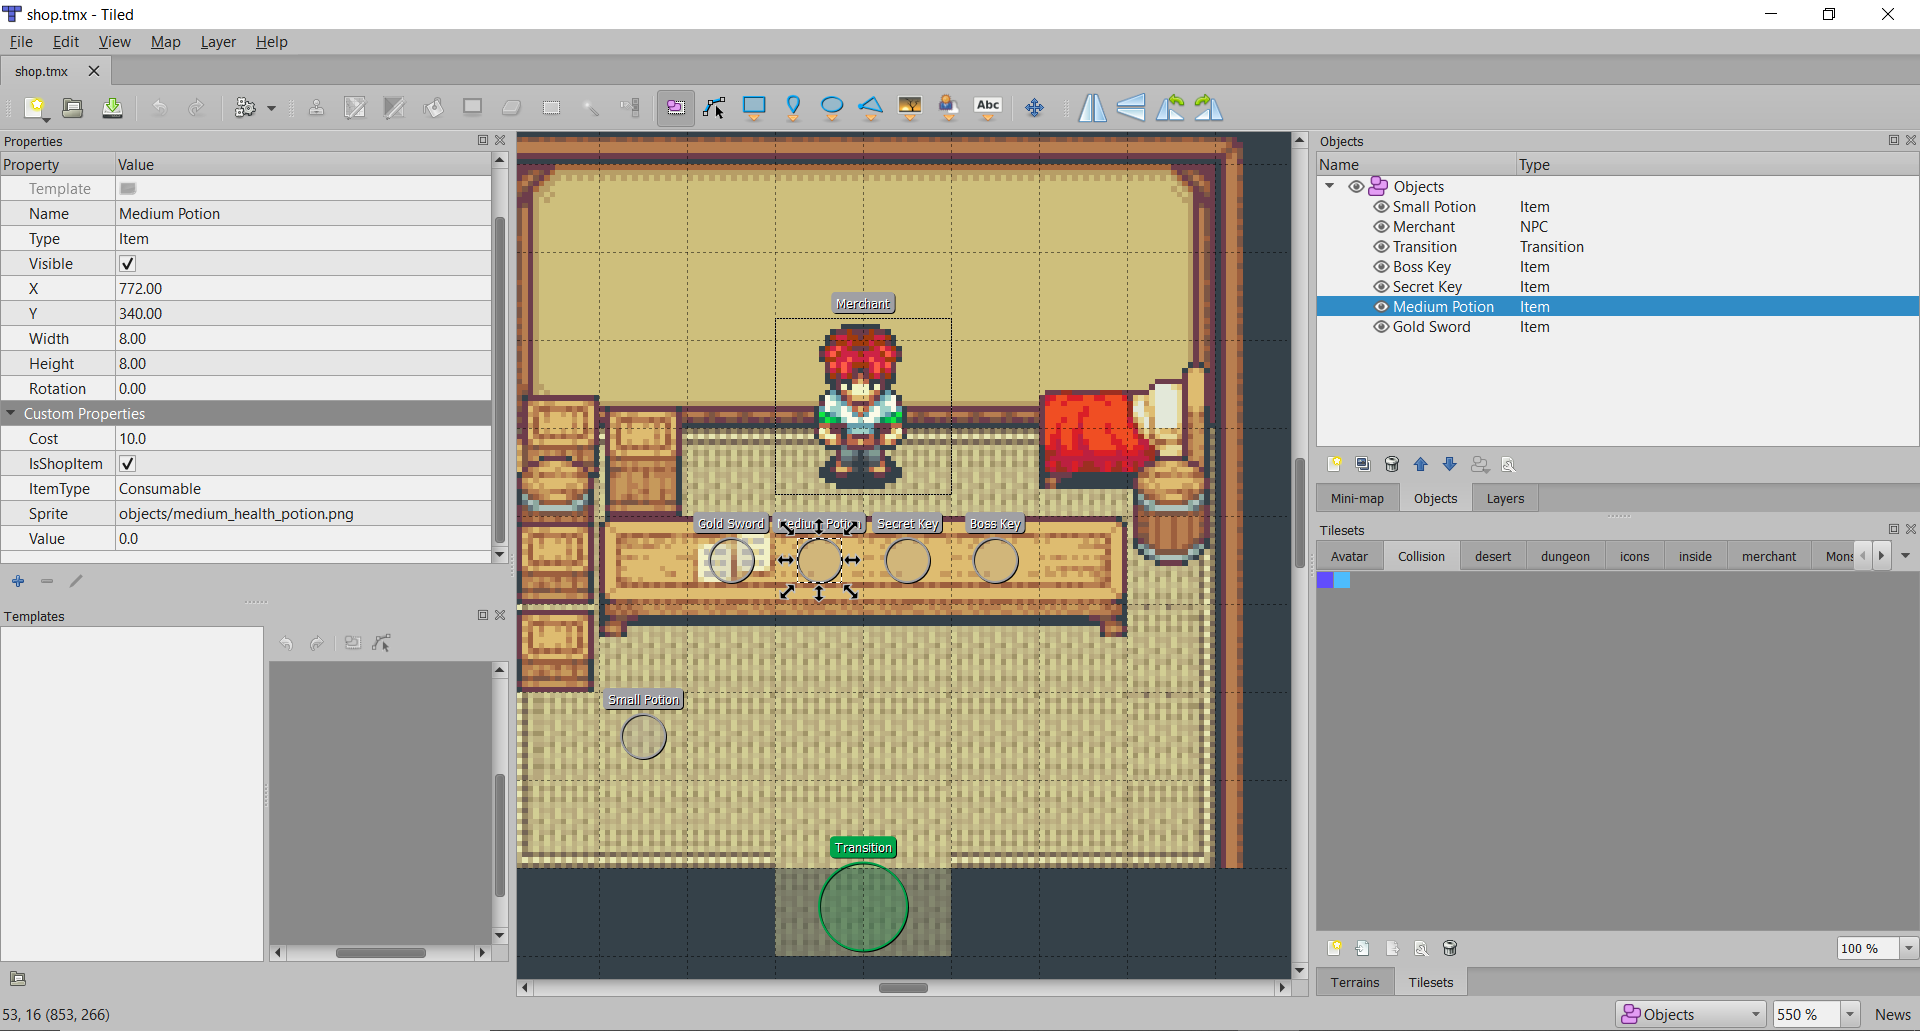 shop.tmx - Tiled
File Edit View Map Layer Help
shop.tmx
Abc
Properties
Property Value
Template
Name Medium Potion
Type Item
Visible
X 772.00
Y 340.00
Width 8.00
Height 8.00
Rotation 0.00
Custom Properties
Cost 10.0
IsShopItem
ItemType Consumable
Sprite objects/medium_health_potion.png
Value 0.0
Templates
Merchant
Gold Sword Medium Potion Secret Key Boss Key
Small Potion
Transition
Objects
Name Type
Objects
Small Potion Item
Merchant NPC
Transition Transition
Boss Key Item
Secret Key Item
Medium Potion Item
Gold Sword Item
Mini-map Objects Layers
Tilesets
Avatar Collision desert dungeon icons inside merchant Mons
100 %
Terrains Tilesets
53, 16 (853, 266)
Objects 550 % News